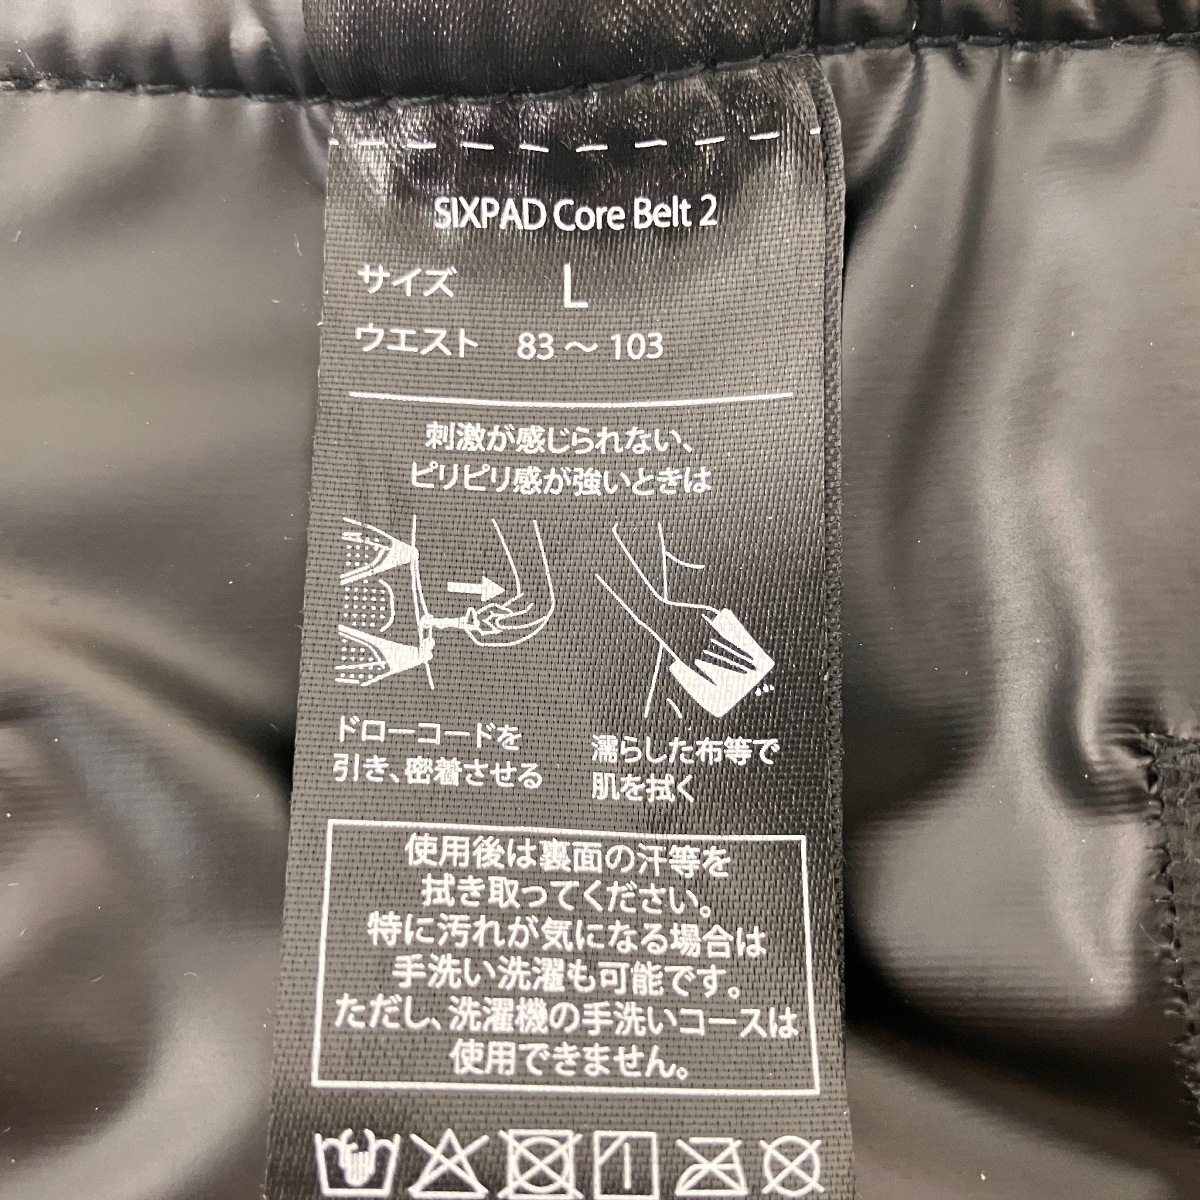 SIXPAD Core Belt 2
サイズ L
ウエスト 83 ～ 103
刺激が感じられない、
ピリピリ感が強いときは
ドローコードを
引き、密着させる
濡らした布等で
肌を拭く
使用後は裏面の汗等を
拭き取ってください。
特に汚れが気になる場合は
手洗い洗濯も可能です。
ただし、洗濯機の手洗いコースは
使用できません。